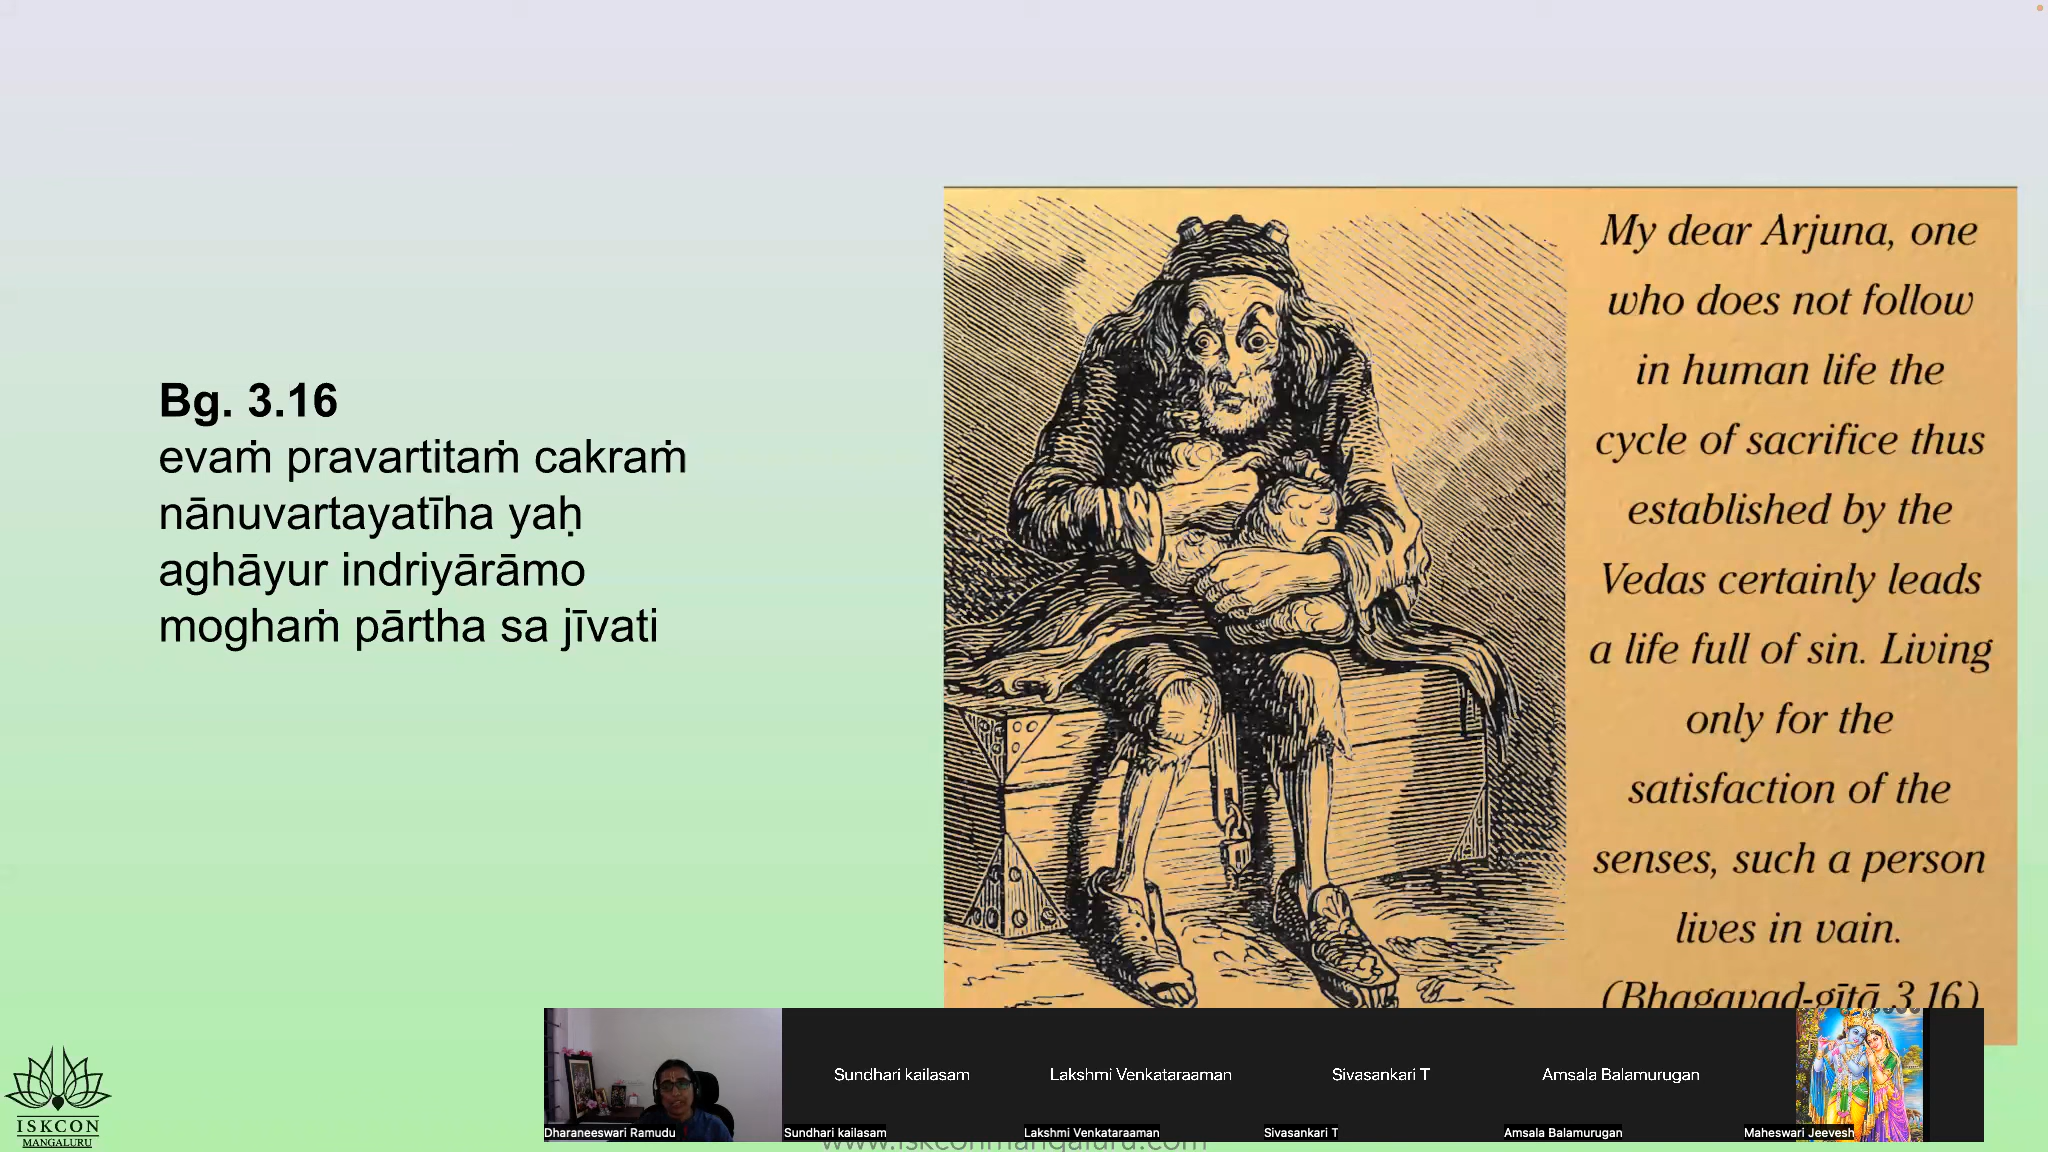 Bg. 3.16
evaṁ pravartitaṁ cakraṁ
nānuvartayatīha yaḥ
aghāyur indriyārāmo
moghaṁ pārtha sa jīvati
My dear Arjuna, one
who does not follow
in human life the
cycle of sacrifice thus
established by the
Vedas certainly leads
a life full of sin. Living
only for the
satisfaction of the
senses, such a person
lives in vain.
(Bhagavad-gītā 3.16)
ISKCON
MANGALURU
Sundhari kailasam
Lakshmi Venkataraaman
Sivasankari T
Amsala Balamurugan
Dharaneeswari Ramudu
Sundhari kailasam
Lakshmi Venkataraaman
Sivasankari T
Amsala Balamurugan
Maheswari Jeevesh
www.iskconmangaluru.com